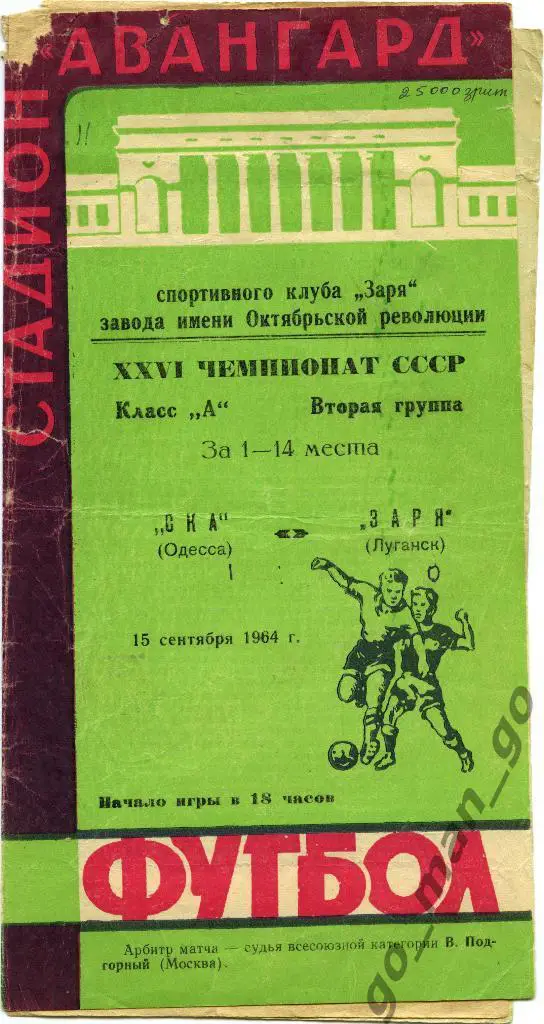 «АВАНГАРД»
СТАДИОН
25000 зрит
спортивного клуба „Заря“
завода имени Октябрьской революции
XXVI ЧЕМПИОНАТ СССР
Класс „А“ Вторая группа
За 1—14 места
„СКА“ «» „ЗАРЯ“
(Одесса) (Луганск)
1 0
15 сентября 1964 г.
Начало игры в 18 часов
ФУТБОЛ
Арбитр матча — судья всесоюзной категории В. Под-
горный (Москва).
go_man_go